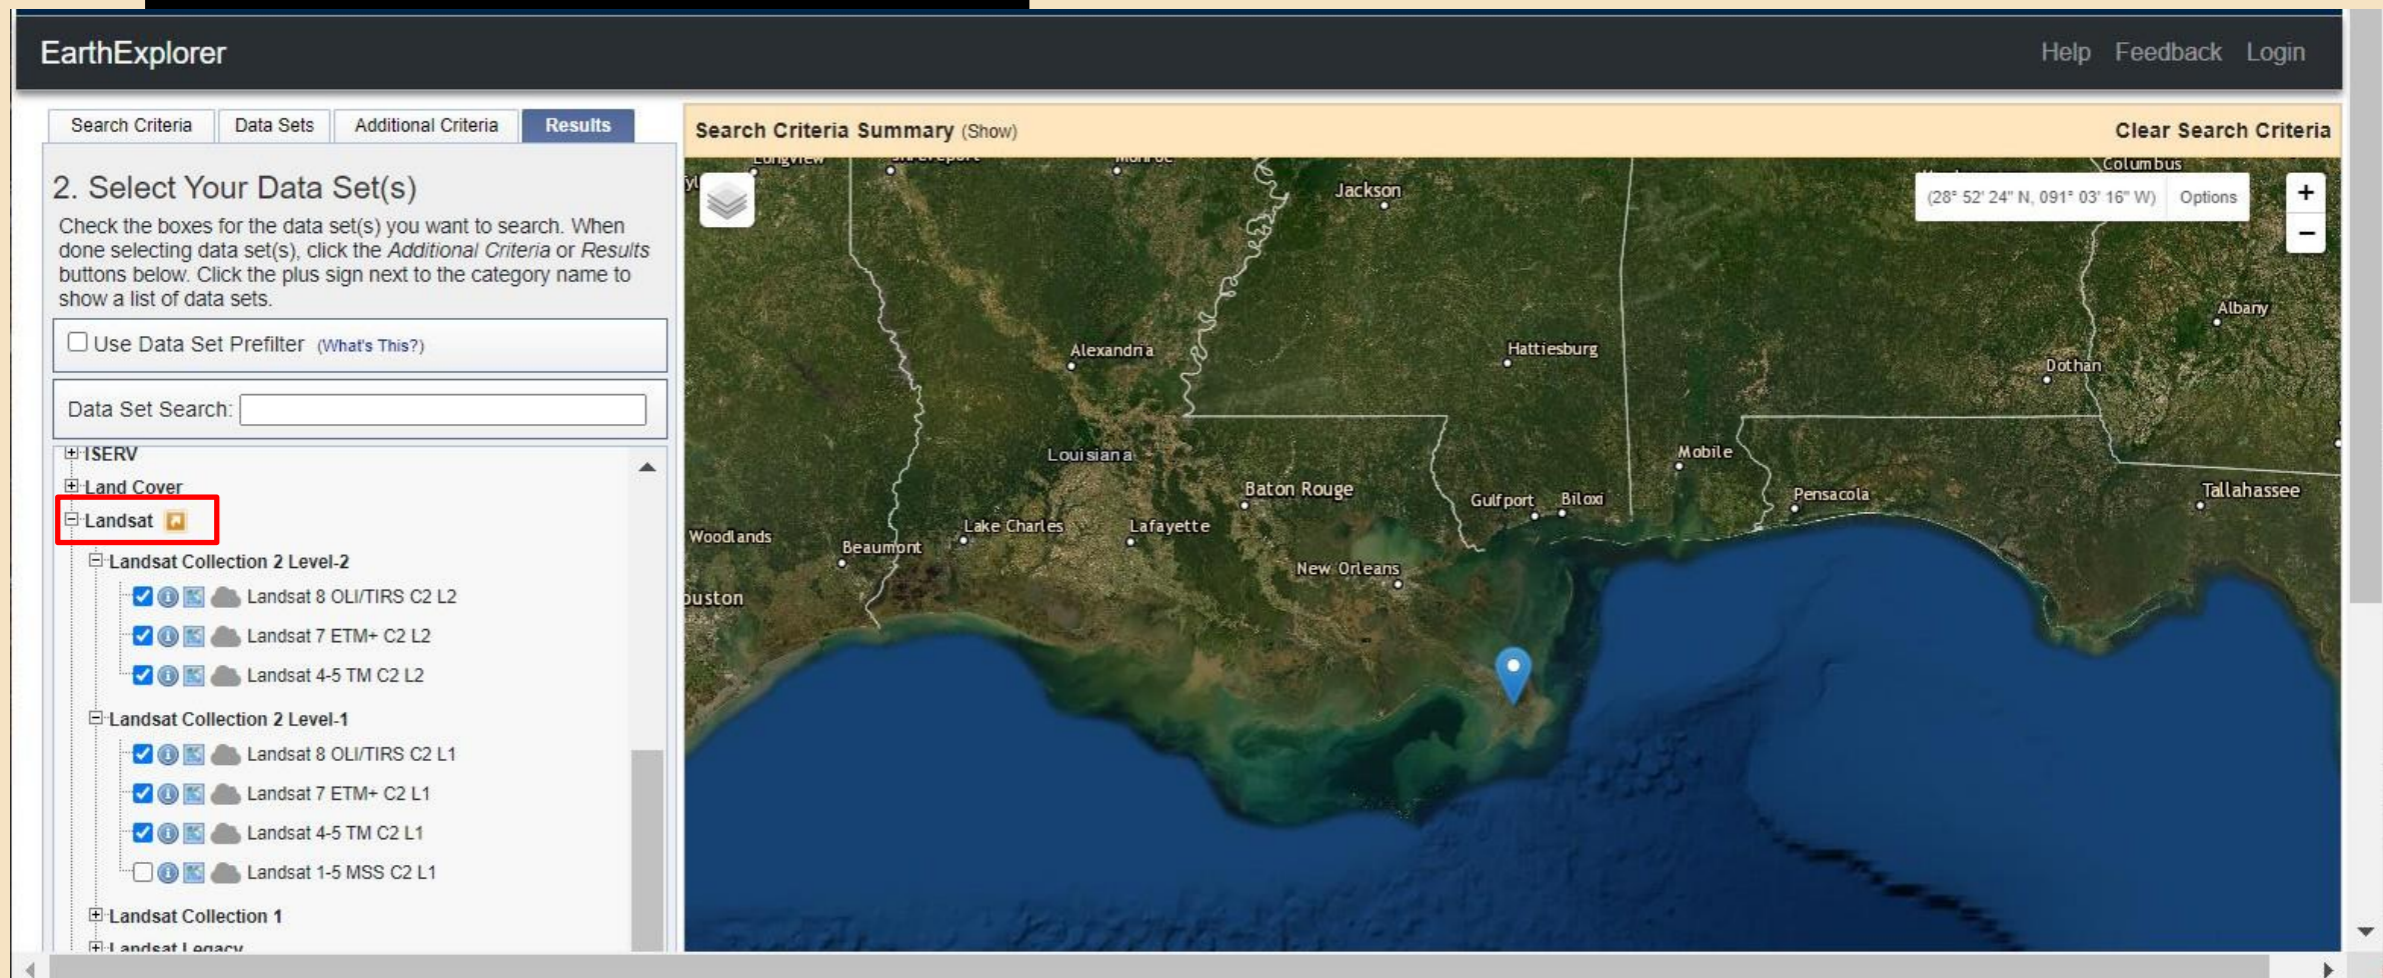 EarthExplorer
Help Feedback Login
Search Criteria
Data Sets
Additional Criteria
Results
2. Select Your Data Set(s)
Check the boxes for the data set(s) you want to search. When
done selecting data set(s), click the Additional Criteria or Results
buttons below. Click the plus sign next to the category name to
show a list of data sets.
Use Data Set Prefilter (What's This?)
Data Set Search:
ISERV
Land Cover
Landsat
Landsat Collection 2 Level-2
Landsat 8 OLI/TIRS C2 L2
Landsat 7 ETM+ C2 L2
Landsat 4-5 TM C2 L2
Landsat Collection 2 Level-1
Landsat 8 OLI/TIRS C2 L1
Landsat 7 ETM+ C2 L1
Landsat 4-5 TM C2 L1
Landsat 1-5 MSS C2 L1
Landsat Collection 1
Landsat Legacy
Search Criteria Summary (Show)
Clear Search Criteria
Longview
Shreveport
Monroe
Jackson
Columbus
(28° 52' 24" N, 091° 03' 16" W)
Options
+
−
Albany
Alexandria
Hattiesburg
Dothan
Louisiana
Mobile
Baton Rouge
Gulfport
Biloxi
Pensacola
Tallahassee
Woodlands
Beaumont
Lake Charles
Lafayette
New Orleans
ouston